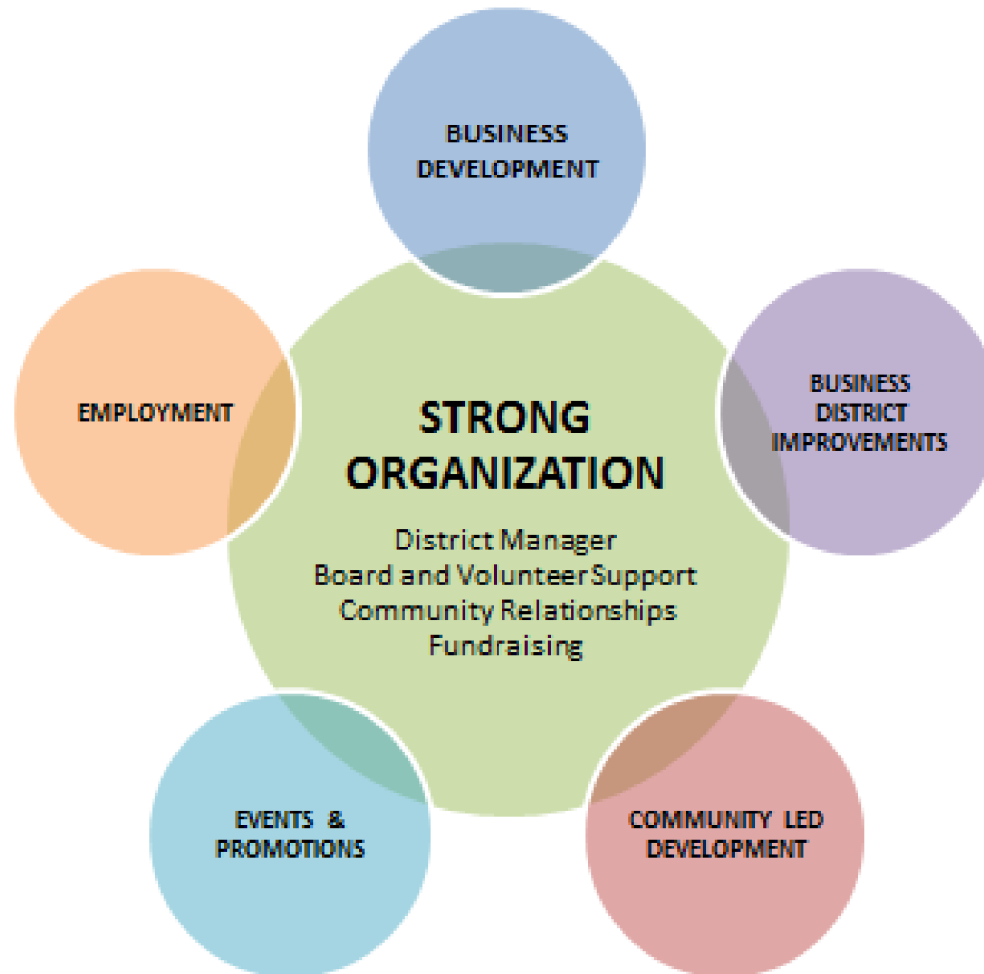 BUSINESS
DEVELOPMENT
EMPLOYMENT
BUSINESS
DISTRICT
IMPROVEMENTS
STRONG
ORGANIZATION
District Manager
Board and Volunteer Support
Community Relationships
Fundraising
EVENTS &
PROMOTIONS
COMMUNITY LED
DEVELOPMENT